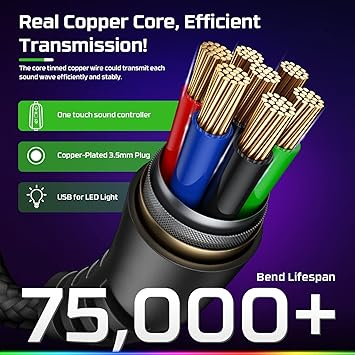 Real Copper Core, Efficient
Transmission!
The core tinned copper wire could transmit each
sound wave efficiently and stably.
One touch sound controller
Copper-Plated 3.5mm Plug
USB for LED Light
Bend Lifespan
75,000+